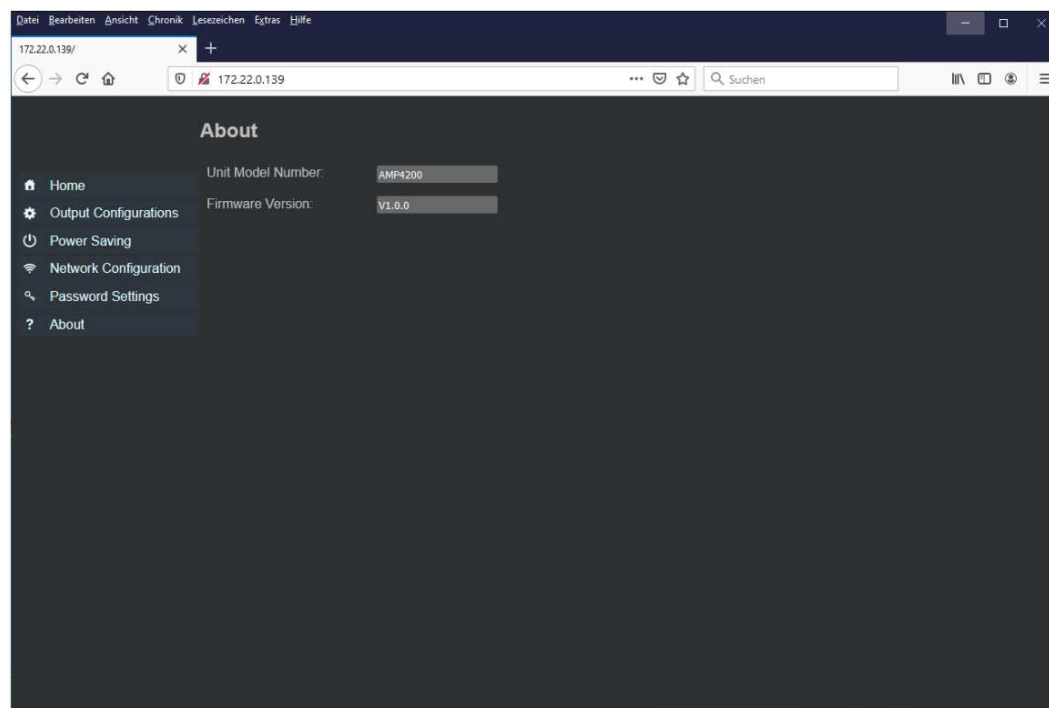 Datei Bearbeiten Ansicht Chronik Lesezeichen Extras Hilfe
172.22.0.139/
172.22.0.139
Suchen
About
Unit Model Number: AMP4200
Firmware Version: V1.0.0
Home
Output Configurations
Power Saving
Network Configuration
Password Settings
? About